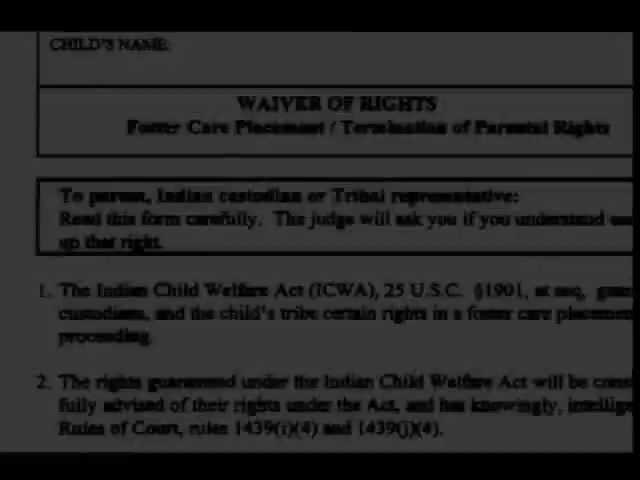 CHILD'S NAME:
WAIVER OF RIGHTS
Foster Care Placement / Termination of Parental Rights
To parent, Indian custodian or Tribal representative:
Read this form carefully. The judge will ask you if you understand
up that right.
1. The Indian Child Welfare Act (ICWA), 25 U.S.C. §1901, et seq,
custodians, and the child's tribe certain rights in a foster care
proceeding.
2. The rights guaranteed under the Indian Child Welfare Act will be
fully advised of their rights under the Act, and has knowingly,
Rules of Court, rules 1439(i)(4) and 1439(j)(4).